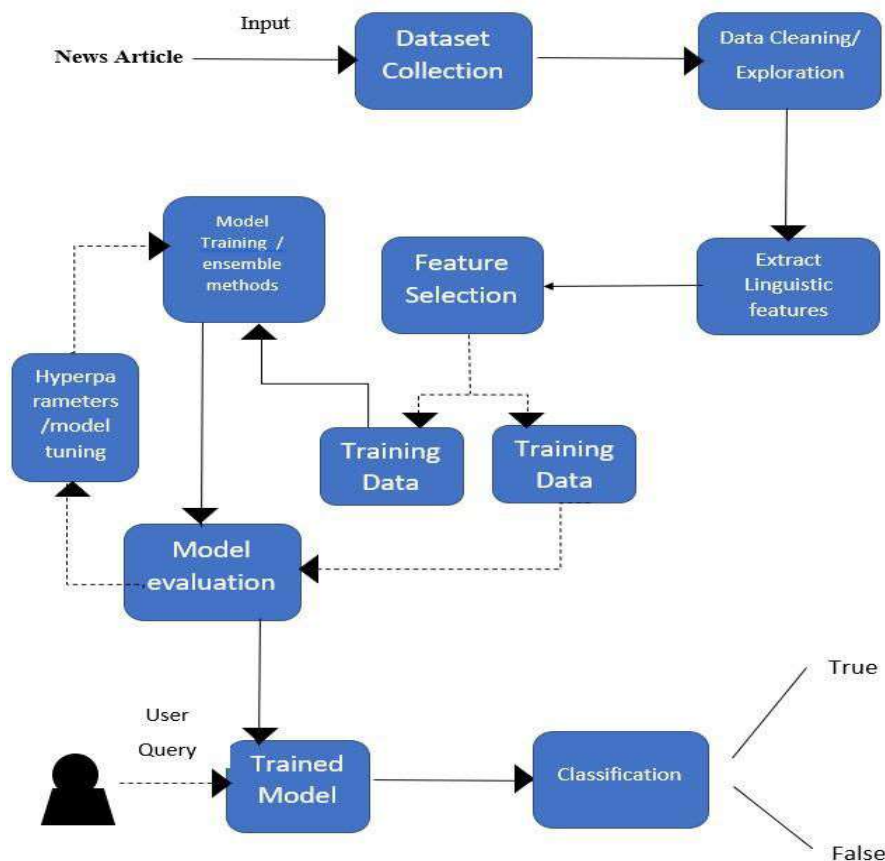 Input
News Article
Dataset
Collection
Data Cleaning/
Exploration
Model
Training /
ensemble
methods
Feature
Selection
Extract
Linguistic
features
Hyperpa
rameters
/model
tuning
Training
Data
Training
Data
Model
evaluation
User
Query
Trained
Model
Classification
True
False